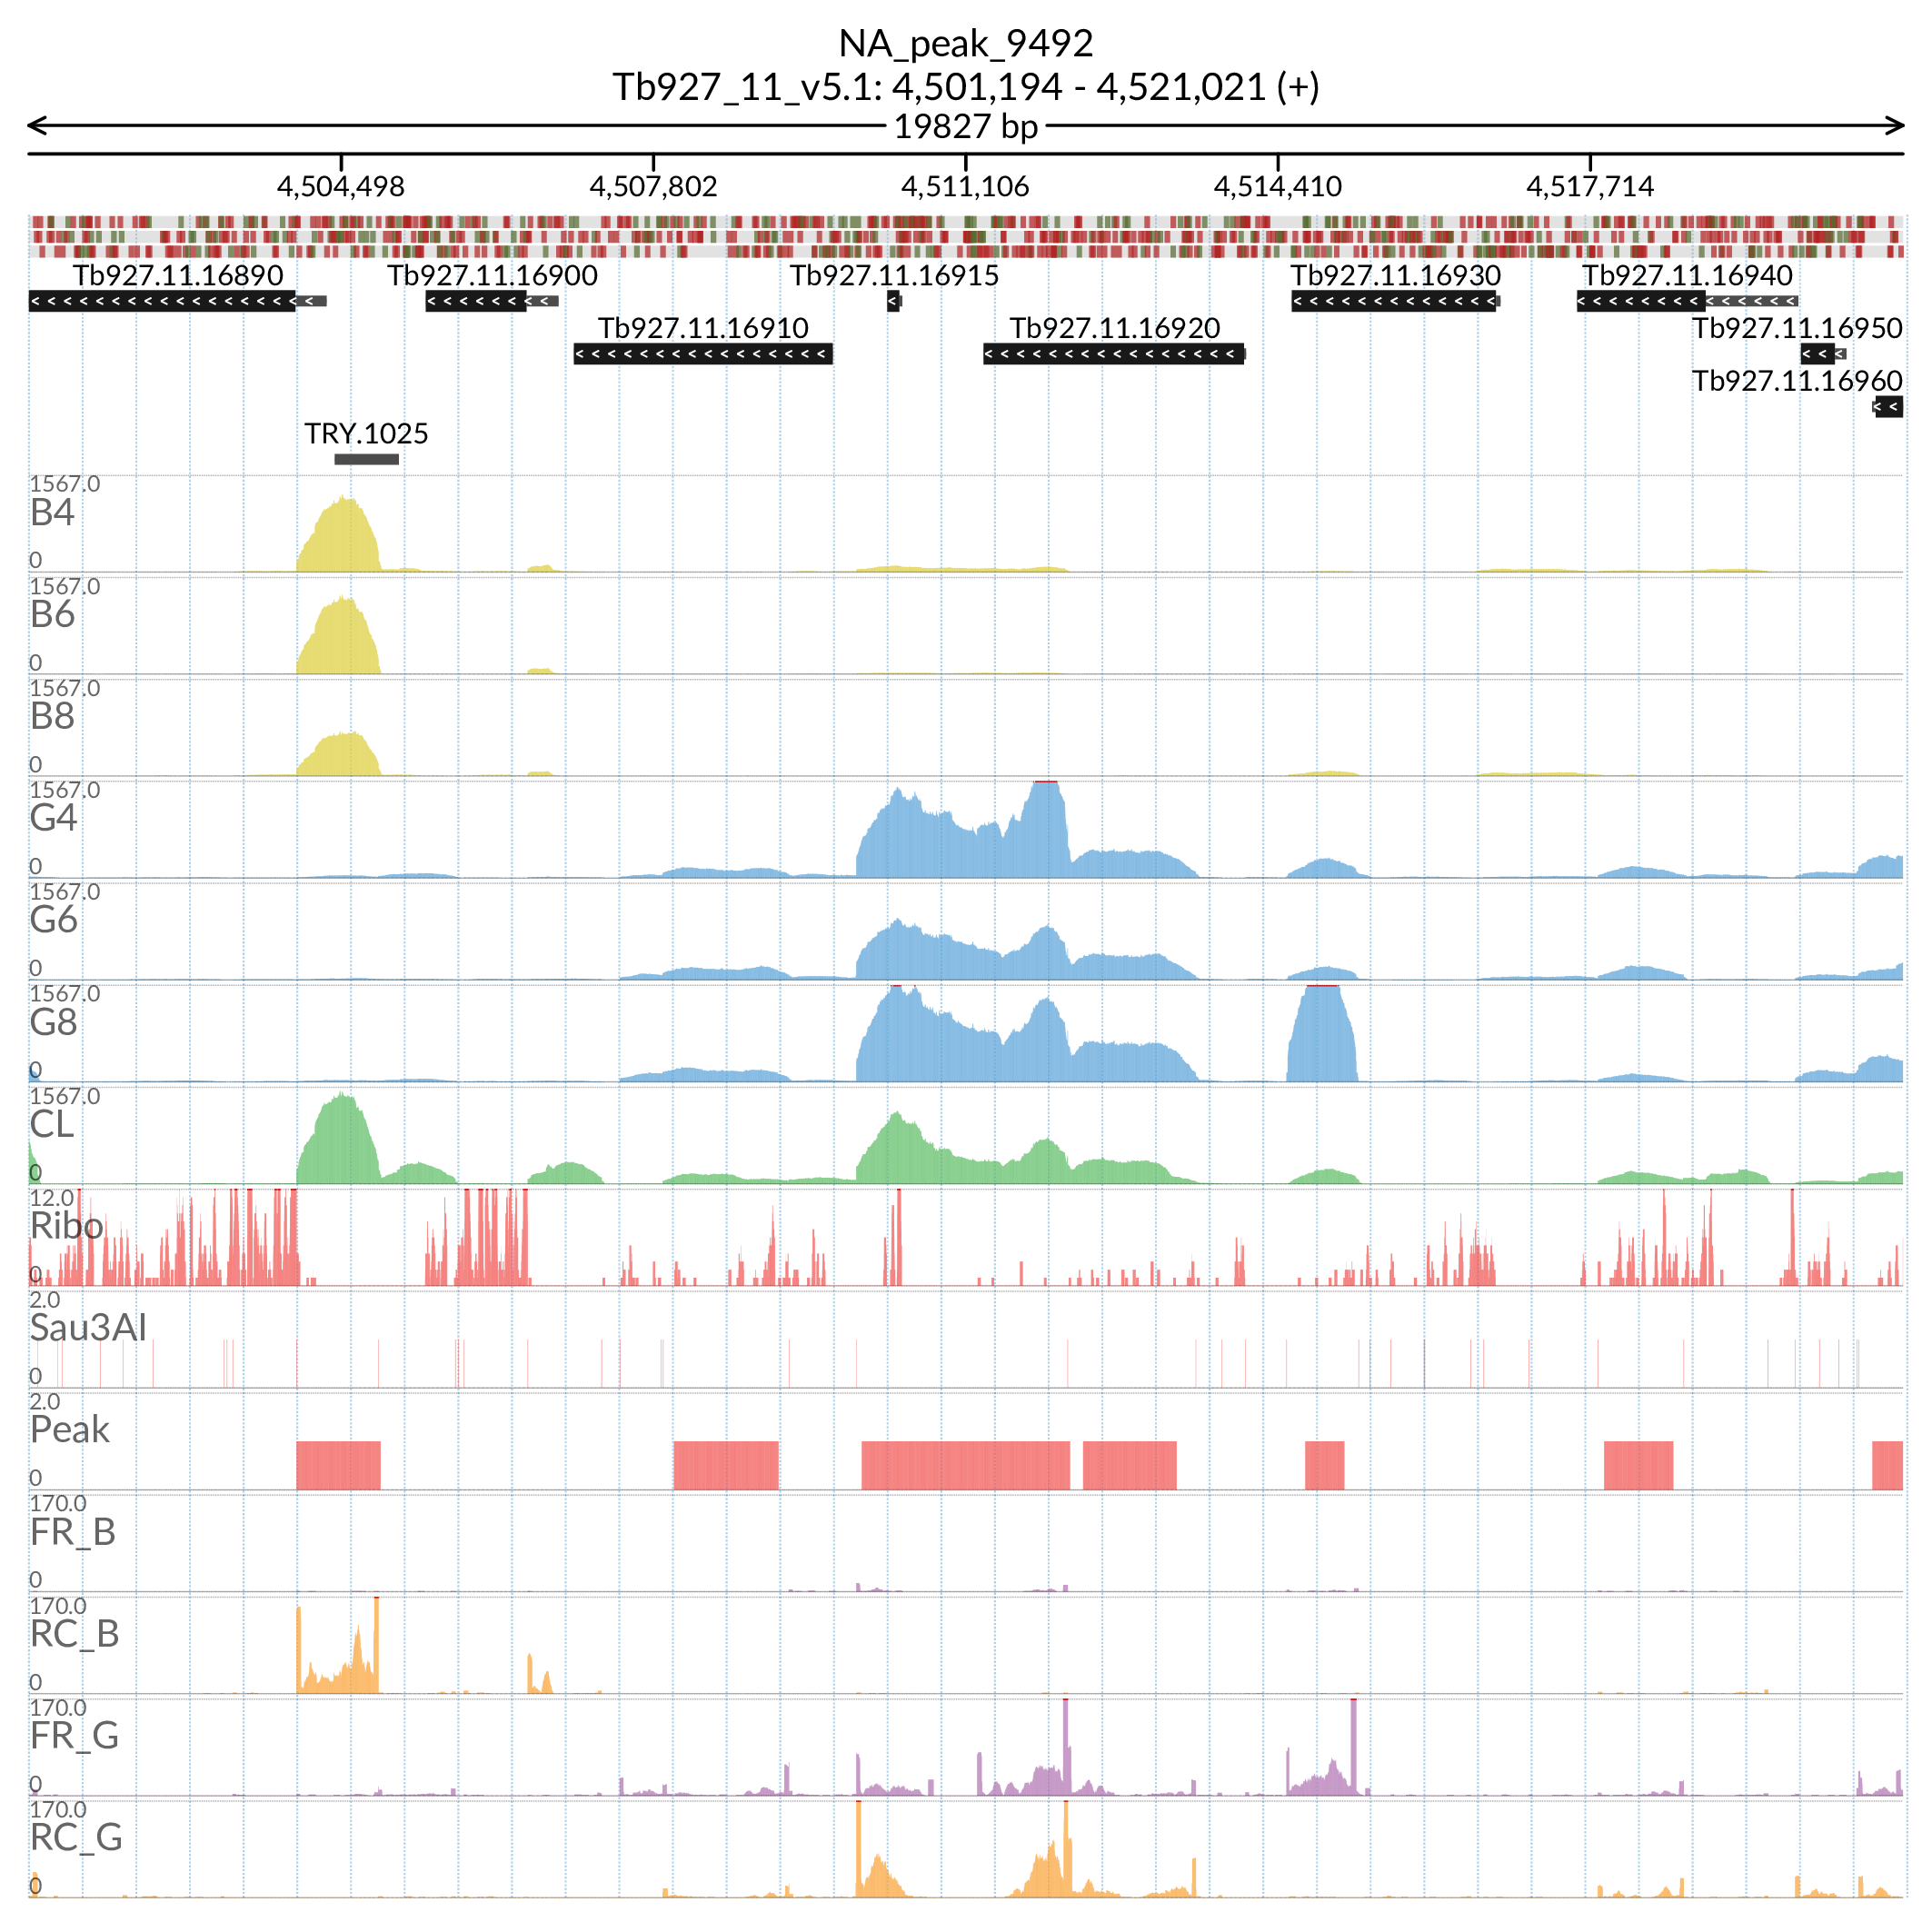 NA_peak_9492
Tb927_11_v5.1: 4,501,194 - 4,521,021 (+)
19827 bp
4,504,498 4,507,802 4,511,106 4,514,410 4,517,714
Tb927.11.16890 Tb927.11.16900 Tb927.11.16915 Tb927.11.16930 Tb927.11.16940
Tb927.11.16910 Tb927.11.16920 Tb927.11.16950
Tb927.11.16960
TRY.1025
1567.0
B4
0
1567.0
B6
0
1567.0
B8
0
1567.0
G4
0
1567.0
G6
0
1567.0
G8
0
1567.0
CL
0
12.0
Ribo
0
2.0
Sau3AI
0
2.0
Peak
0
170.0
FR_B
0
170.0
RC_B
0
170.0
FR_G
0
170.0
RC_G
0